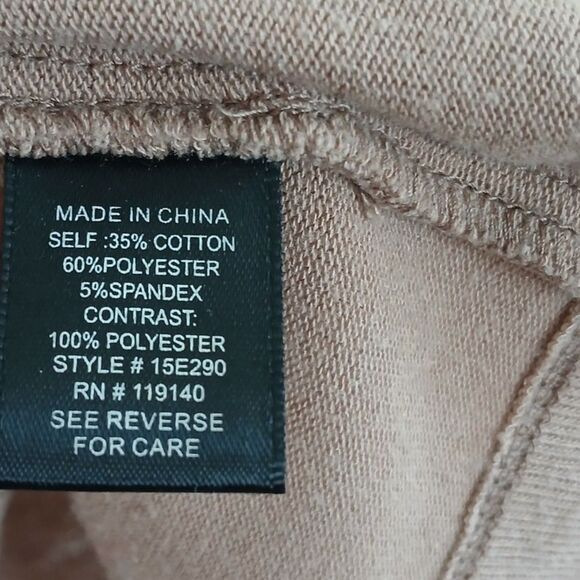 MADE IN CHINA
SELF :35% COTTON
60%POLYESTER
5%SPANDEX
CONTRAST:
100% POLYESTER
STYLE # 15E290
RN # 119140
SEE REVERSE
FOR CARE